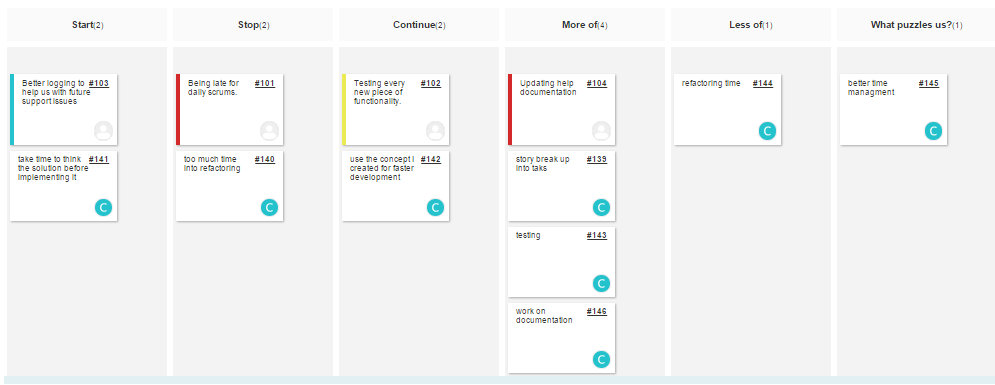 Start(2)
Stop(2)
Continue(2)
More of(4)
Less of(1)
What puzzles us?(1)
Better logging to #103
help us with future
support issues
take time to think #141
the solution before
implementing it
C
Being late for #101
daily scrums.
too much time #140
into refactoring
C
Testing every #102
new piece of
functionality.
use the concept I #142
created for faster
development
C
Updating help #104
documentation
story break up #139
into taks
C
testing #143
C
work on #146
documentation
C
refactoring time #144
C
better time #145
managment
C